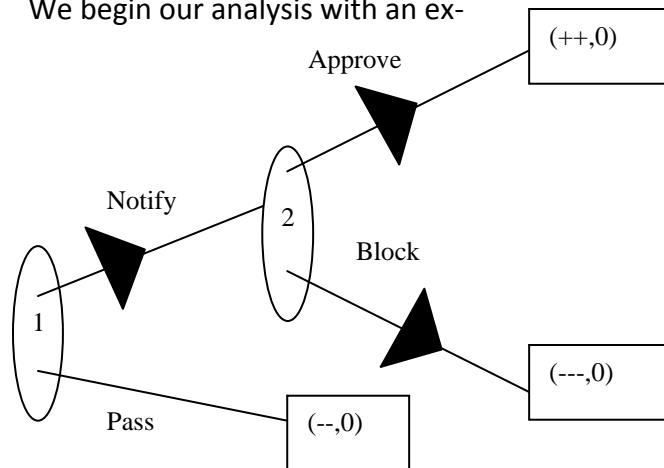 We begin our analysis with an ex-
(++,0)
Approve
Notify
2
Block
1
(---,0)
(--,0)
Pass